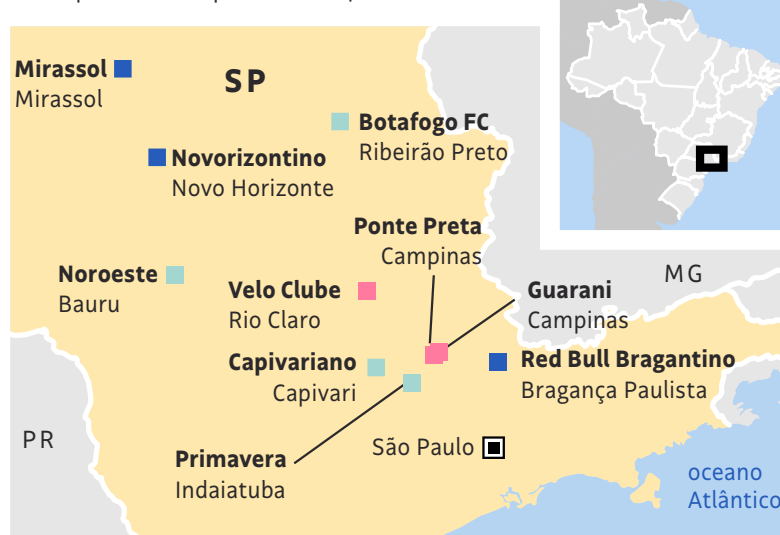 Mirassol
Mirassol
SP
Botafogo FC
Ribeirão Preto
Novorizontino
Novo Horizonte
Ponte Preta
Campinas
Noroeste
Bauru
Velo Clube
Rio Claro
Guarani
Campinas
MG
Capivariano
Capivari
Red Bull Bragantino
Bragança Paulista
PR
Primavera
Indaiatuba
São Paulo
oceano
Atlântico